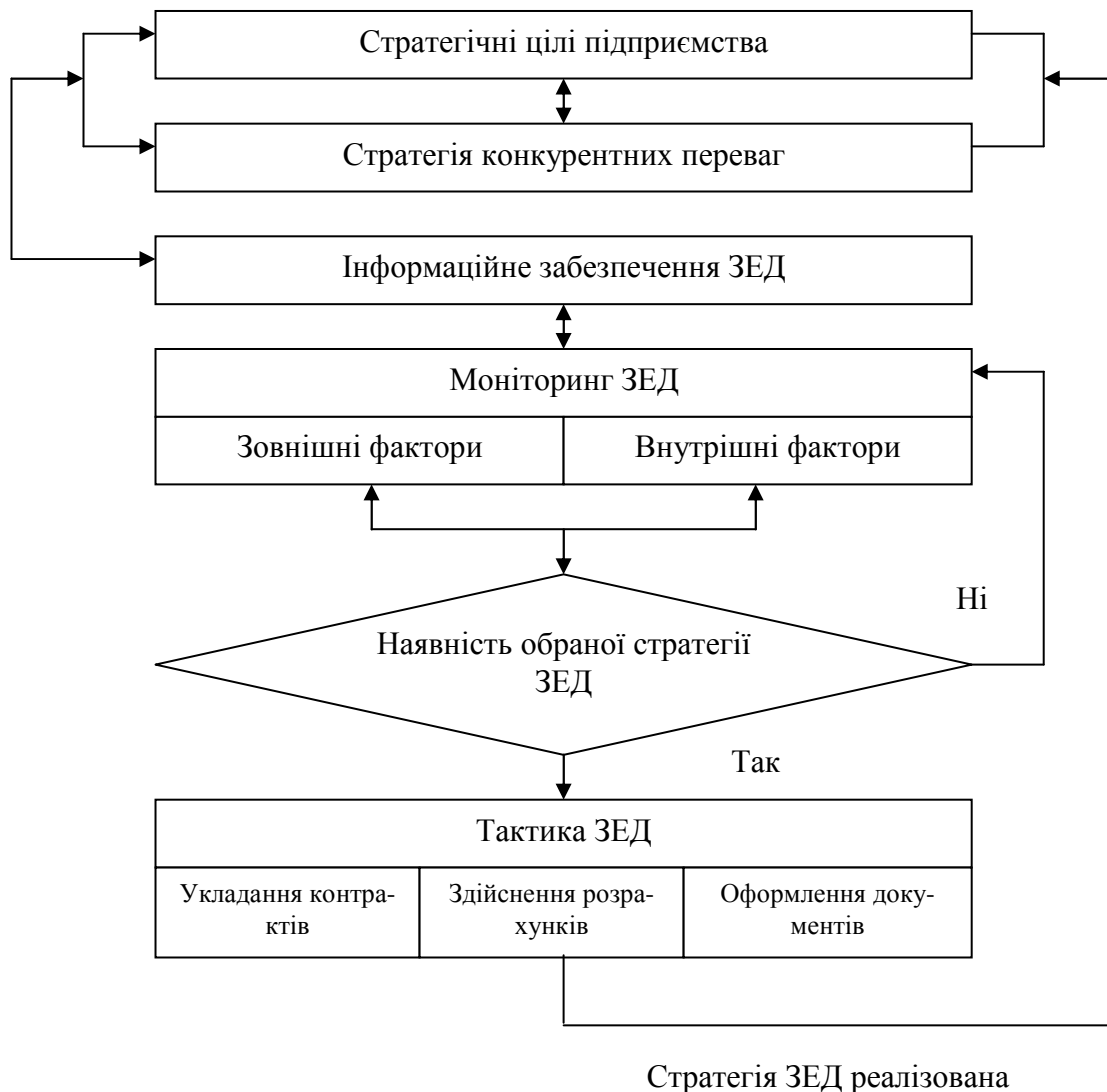 Стратегічні цілі підприємства
Стратегія конкурентних переваг
Інформаційне забезпечення ЗЕД
Моніторинг ЗЕД
Зовнішні фактори
Внутрішні фактори
Ні
Наявність обраної стратегії
ЗЕД
Так
Тактика ЗЕД
Укладання контра-
ктів
Здійснення розра-
хунків
Оформлення доку-
ментів
Стратегія ЗЕД реалізована